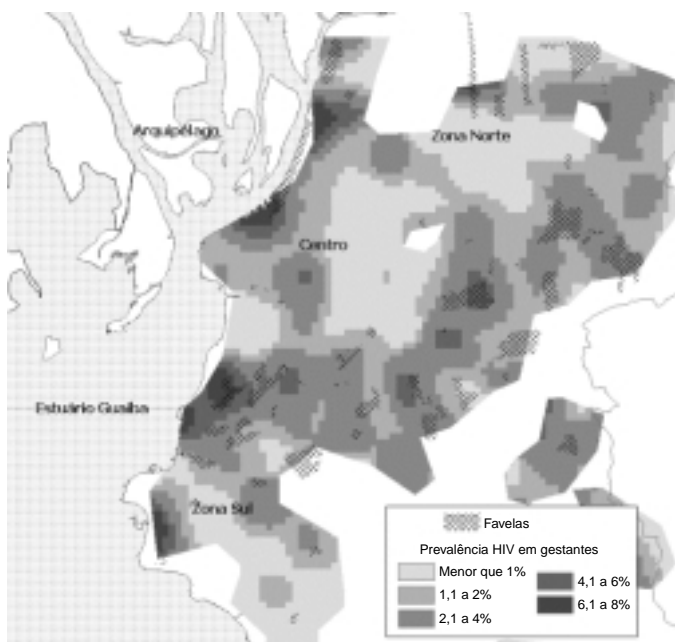 Arquipélago
Zona Norte
Centro
Estuário Guaíba
Zona Sul
Favelas
Prevalência HIV em gestantes
Menor que 1%
1,1 a 2%
2,1 a 4%
4,1 a 6%
6,1 a 8%